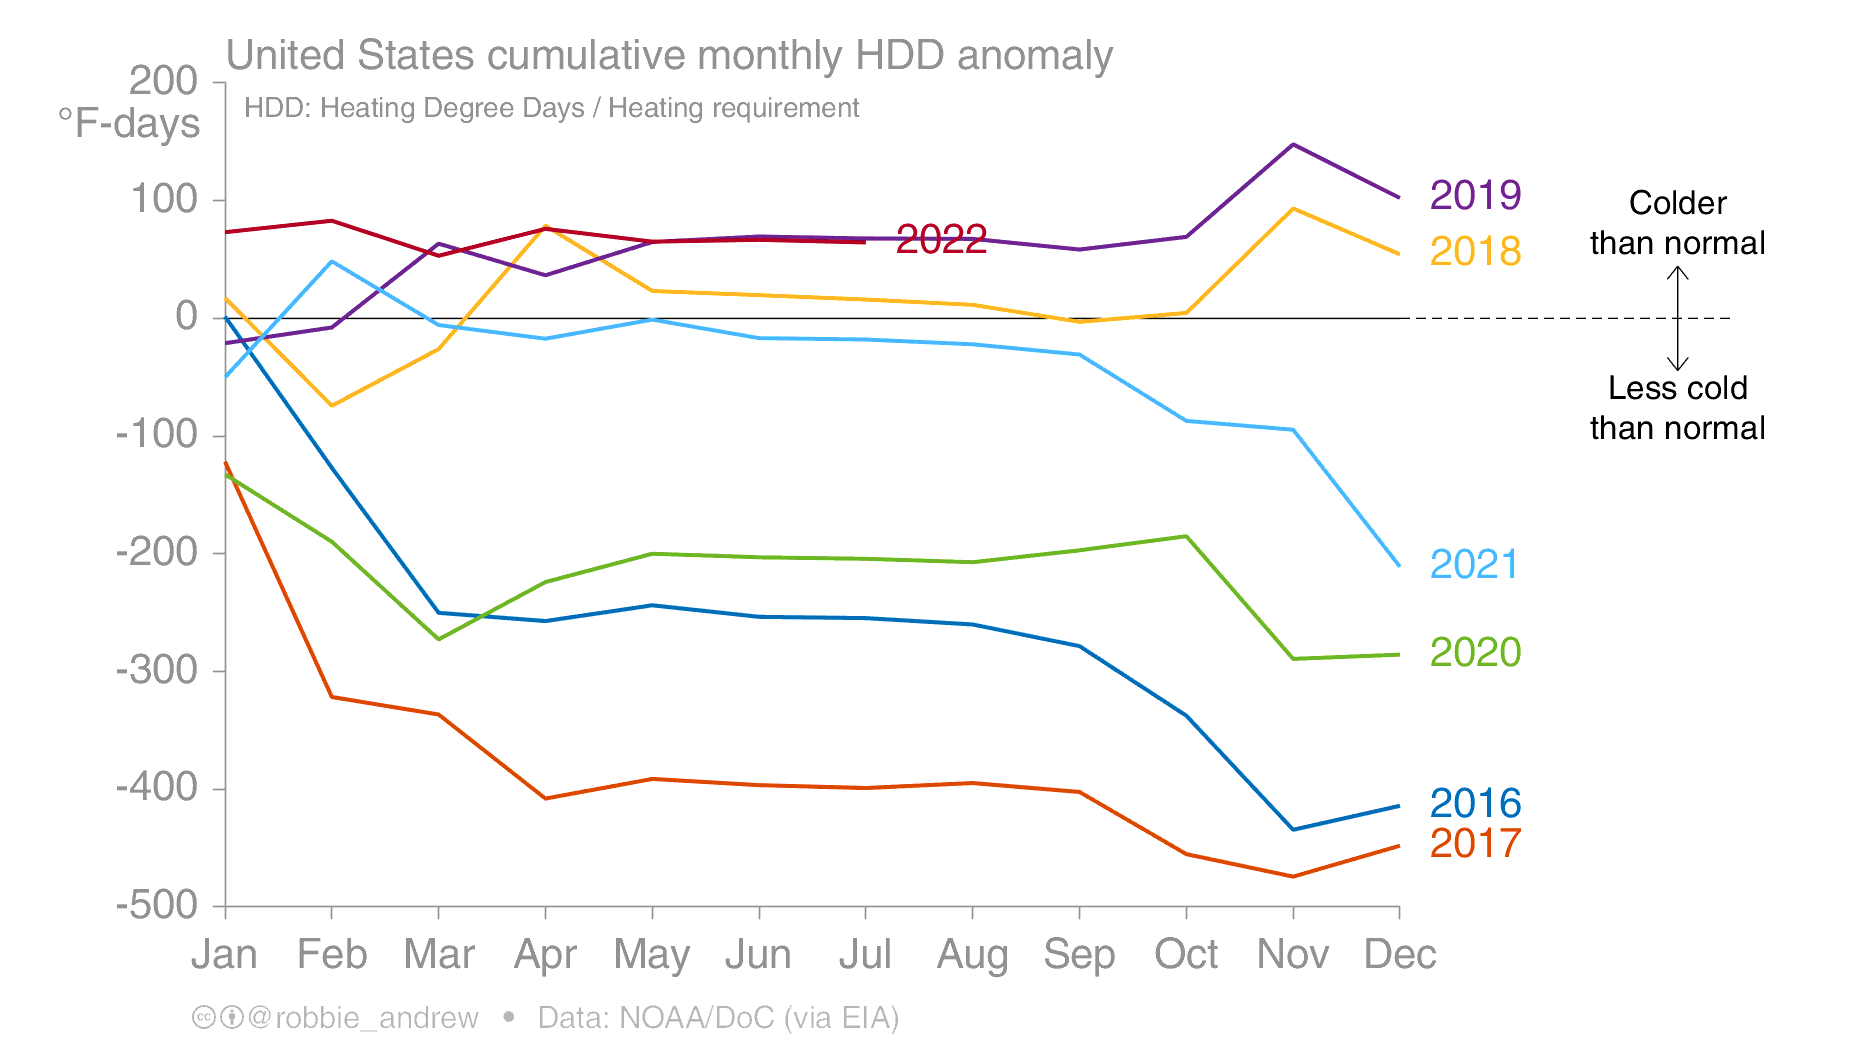 United States cumulative monthly HDD anomaly
200
°F-days
HDD: Heating Degree Days / Heating requirement
100
0
-100
-200
-300
-400
-500
2019
2018
2022
2021
2020
2016
2017
Colder
than normal
Less cold
than normal
Jan Feb Mar Apr May Jun Jul Aug Sep Oct Nov Dec
cc @robbie_andrew • Data: NOAA/DoC (via EIA)